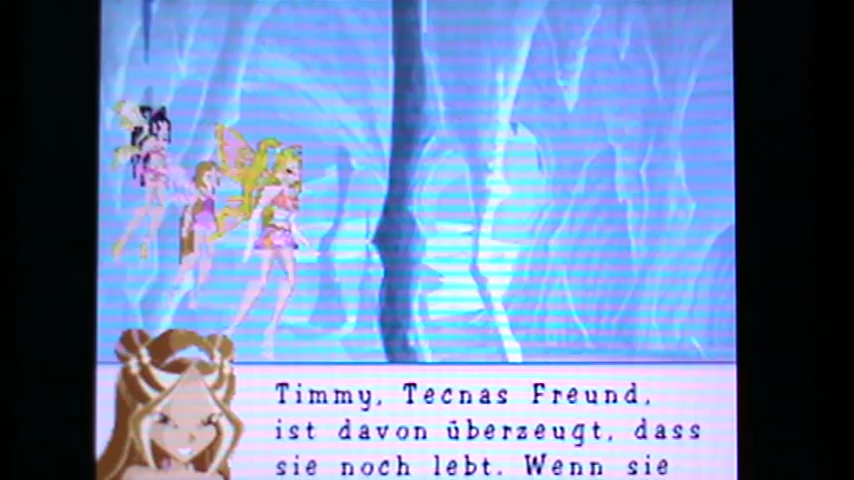 Timmy, Tecnas Freund,
ist davon überzeugt, dass
sie noch lebt. Wenn sie